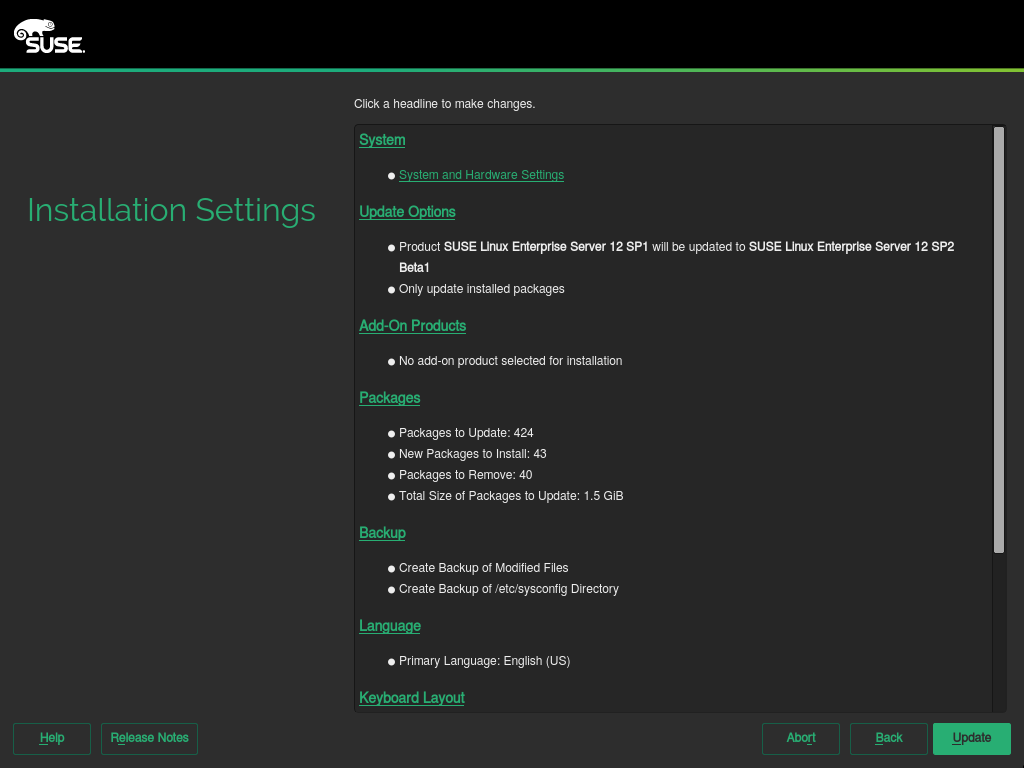 SUSE.
Click a headline to make changes.
Installation Settings
System
System and Hardware Settings
Update Options
Product SUSE Linux Enterprise Server 12 SP1 will be updated to SUSE Linux Enterprise Server 12 SP2
Beta1
Only update installed packages
Add-On Products
No add-on product selected for installation
Packages
Packages to Update: 424
New Packages to Install: 43
Packages to Remove: 40
Total Size of Packages to Update: 1.5 GiB
Backup
Create Backup of Modified Files
Create Backup of /etc/sysconfig Directory
Language
Primary Language: English (US)
Keyboard Layout
Help
Release Notes
Abort
Back
Update